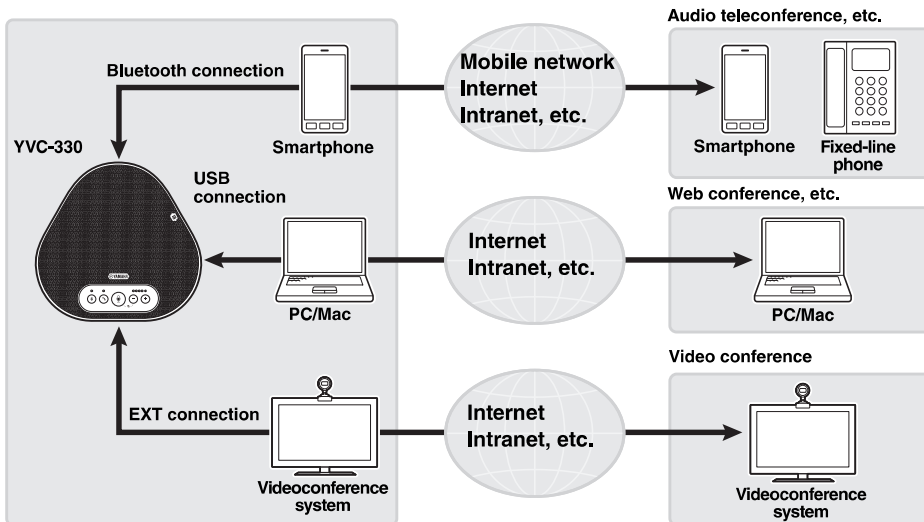 Audio teleconference, etc.
Bluetooth connection
Mobile network
Internet
Intranet, etc.
YVC-330
Smartphone
Smartphone
Fixed-line
phone
USB
connection
Web conference, etc.
Internet
Intranet, etc.
PC/Mac
PC/Mac
Video conference
EXT connection
Internet
Intranet, etc.
Videoconference
system
Videoconference
system
YAMAHA